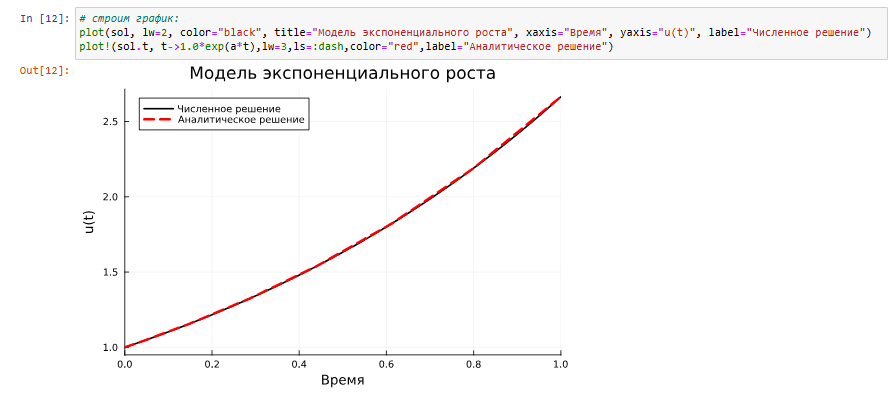 In [12]:
# строим график:
plot(sol, lw=2, color="black", title="Модель экспоненциального роста", xaxis="Время", yaxis="u(t)", label="Численное решение")
plot!(sol.t, t->1.0*exp(a*t),lw=3,ls=:dash,color="red",label="Аналитическое решение")
Out[12]:
Модель экспоненциального роста
Численное решение
Аналитическое решение
2.5
2.0
1.5
1.0
u(t)
0.0 0.2 0.4 0.6 0.8 1.0
Время